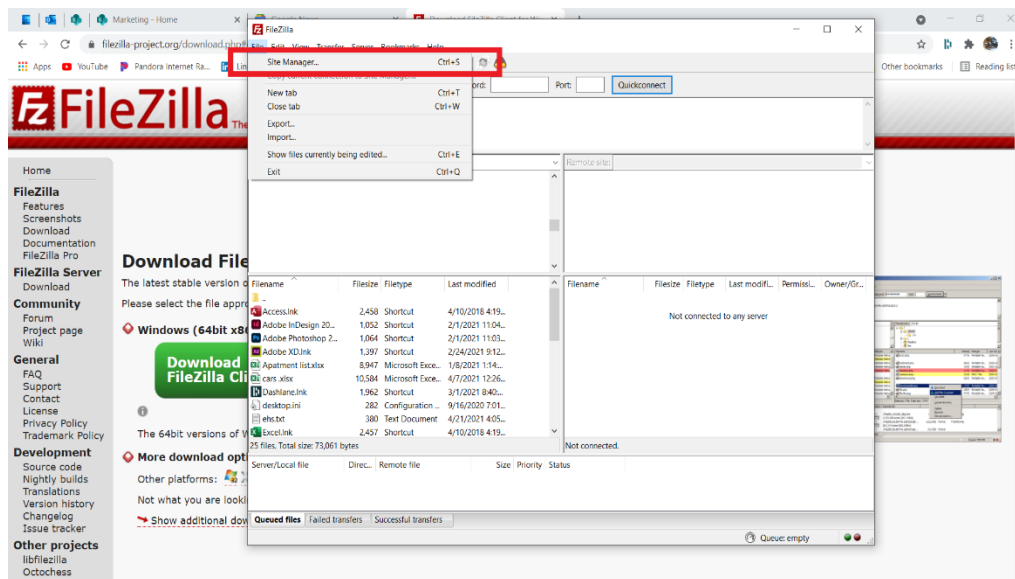 Marketing - Home
filezilla-project.org/download.php
Apps YouTube Pandora Internet Ra... Other bookmarks Reading list
FileZilla
FileZilla The
File Edit View Transfer Server Bookmarks Help
Site Manager... Ctrl+S
Copy current connection to Site Manager...
New tab Ctrl+T
Close tab Ctrl+W
Export...
Import...
Show files currently being edited... Ctrl+E
Exit Ctrl+Q
ord: Port: Quickconnect
Remote site:
Home
FileZilla
Features
Screenshots
Download
Documentation
FileZilla Pro
FileZilla Server
Download
Community
Forum
Project page
Wiki
General
FAQ
Support
Contact
License
Privacy Policy
Trademark Policy
Development
Source code
Nightly builds
Translations
Version history
Changelog
Issue tracker
Other projects
libfilezilla
Octochess
Download File
The latest stable version o
Please select the file appro
Windows (64bit x8
Download
FileZilla Cli
The 64bit versions of W
More download opti
Other platforms:
Not what you are looki
Show additional dow
Filename Filesize Filetype Last modified
..
Access.lnk 2,458 Shortcut 4/10/2018 4:19...
Adobe InDesign 20... 1,052 Shortcut 2/1/2021 11:04...
Adobe Photoshop 2... 1,064 Shortcut 2/1/2021 11:03...
Adobe XD.lnk 1,397 Shortcut 2/24/2021 9:12...
Apatment list.xlsx 8,947 Microsoft Exce... 1/8/2021 1:14...
cars .xlsx 10,584 Microsoft Exce... 4/7/2021 12:26...
Dashlane.lnk 1,962 Shortcut 3/1/2021 8:40...
desktop.ini 282 Configuration ... 9/16/2020 7:01...
ehs.txt 380 Text Document 4/21/2021 4:05...
Excel.lnk 2,457 Shortcut 4/10/2018 4:19...
25 files. Total size: 73,061 bytes
Filename Filesize Filetype Last modifi... Permissi... Owner/Gr...
Not connected to any server
Not connected.
Server/Local file Direc... Remote file Size Priority Status
Queued files Failed transfers Successful transfers
Queue: empty